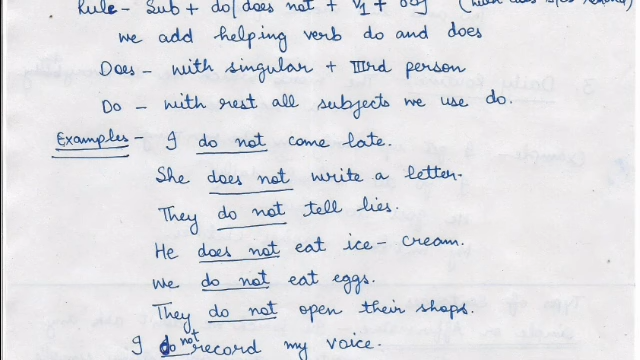 Rule - Sub + do/does not + V1 + obj (with does s/es
we add helping verb do and does
Does - with singular + IIIrd person
Do - with rest all subjects we use do.
Examples - I do not come late.
She does not write a letter.
They do not tell lies.
He does not eat ice-cream.
We do not eat eggs.
They do not open their shops.
I do not record my voice.